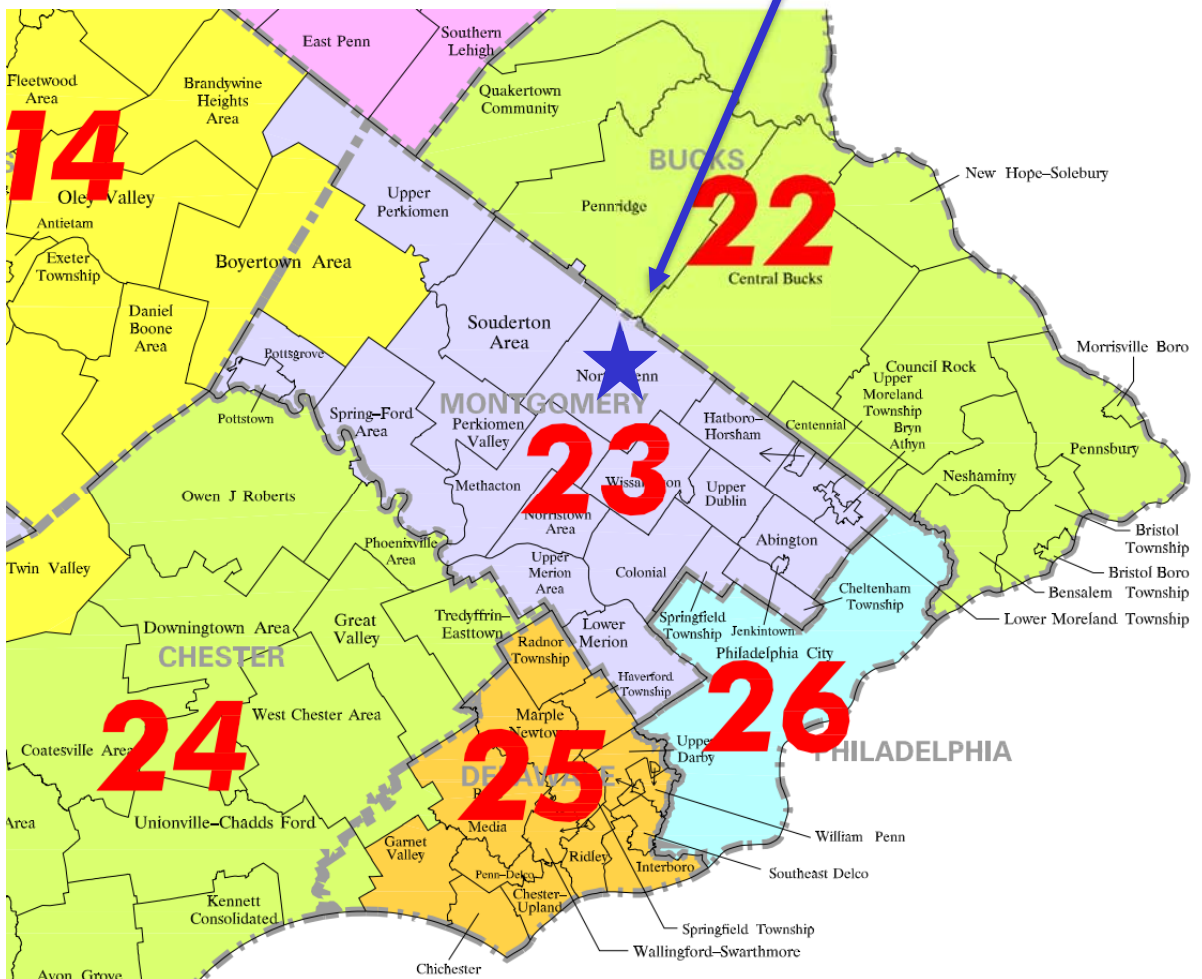 East Penn
Southern
Lehigh
Fleetwood
Area
Brandywine
Heights
Area
Quakertown
Community
14
BUCKS
22
New Hope–Solebury
Oley Valley
Upper
Perkiomen
Pennridge
Antietam
Exeter
Township
Boyertown Area
Central Bucks
Daniel
Boone
Area
Souderton
Area
Pottsgrove
Morrisville Boro
Council Rock
Pottstown
Spring–Ford
Area
MONTGOMERY
Perkiomen
Valley
23
Hatboro–
Horsham
Centennial
Upper
Moreland
Township
Bryn
Athyn
Pennsbury
Owen J Roberts
Methacton
Upper
Dublin
Neshaminy
Norristown
Area
Phoenixville
Area
Abington
Bristol
Township
Twin Valley
Upper
Merion
Area
Colonial
Cheltenham
Township
Bristol Boro
Bensalem Township
Lower Moreland Township
Downingtown Area
Great
Valley
Tredyffrin–
Easttown
Lower
Merion
Springfield
Township
Jenkintown
CHESTER
Radnor
Township
Philadelphia City
26
Haverford
Township
24
West Chester Area
Marple
25
PHILADELPHIA
Coatesville Area
DELAWARE
Upper
Darby
Area
Unionville–Chadds Ford
Media
William Penn
Garnet
Valley
Penn–Delco
Ridley
Interboro
Southeast Delco
Kennett
Consolidated
Chester–
Upland
Springfield Township
Wallingford–Swarthmore
Chichester
Avon Grove